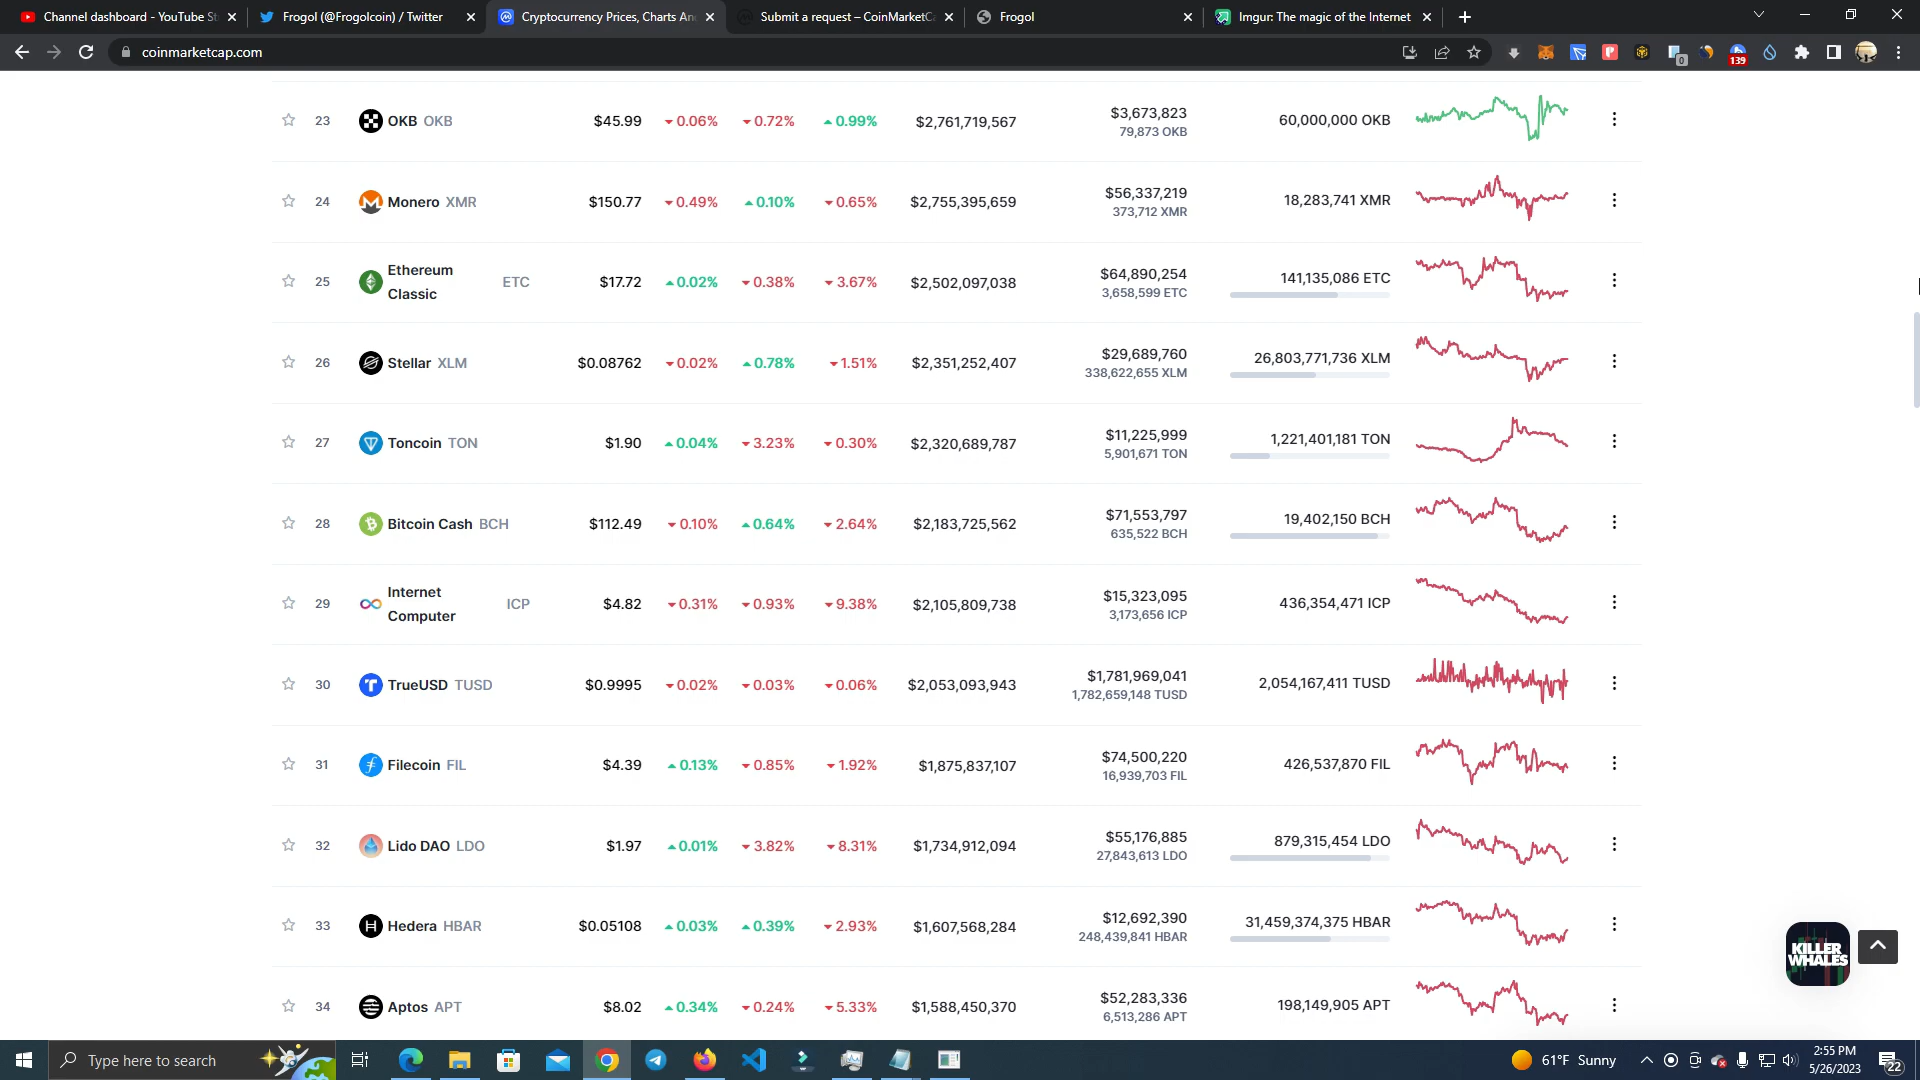 Channel dashboard - YouTube St
Frogol (@Frogolcoin) / Twitter
Cryptocurrency Prices, Charts An
Submit a request – CoinMarketCa
Frogol
Imgur: The magic of the Internet
coinmarketcap.com
0
139
23 OKB OKB $45.99 0.06% 0.72% 0.99% $2,761,719,567 $3,673,823 60,000,000 OKB
79,873 OKB
24 Monero XMR $150.77 0.49% 0.10% 0.65% $2,755,395,659 $56,337,219 18,283,741 XMR
373,712 XMR
25 Ethereum Classic ETC $17.72 0.02% 0.38% 3.67% $2,502,097,038 $64,890,254 141,135,086 ETC
3,658,599 ETC
26 Stellar XLM $0.08762 0.02% 0.78% 1.51% $2,351,252,407 $29,689,760 26,803,771,736 XLM
338,622,655 XLM
27 Toncoin TON $1.90 0.04% 3.23% 0.30% $2,320,689,787 $11,225,999 1,221,401,181 TON
5,901,671 TON
28 Bitcoin Cash BCH $112.49 0.10% 0.64% 2.64% $2,183,725,562 $71,553,797 19,402,150 BCH
635,522 BCH
29 Internet Computer ICP $4.82 0.31% 0.93% 9.38% $2,105,809,738 $15,323,095 436,354,471 ICP
3,173,656 ICP
30 TrueUSD TUSD $0.9995 0.02% 0.03% 0.06% $2,053,093,943 $1,781,969,041 2,054,167,411 TUSD
1,782,659,148 TUSD
31 Filecoin FIL $4.39 0.13% 0.85% 1.92% $1,875,837,107 $74,500,220 426,537,870 FIL
16,939,703 FIL
32 Lido DAO LDO $1.97 0.01% 3.82% 8.31% $1,734,912,094 $55,176,885 879,315,454 LDO
27,843,613 LDO
33 Hedera HBAR $0.05108 0.03% 0.39% 2.93% $1,607,568,284 $12,692,390 31,459,374,375 HBAR
248,439,841 HBAR
34 Aptos APT $8.02 0.34% 0.24% 5.33% $1,588,450,370 $52,283,336 198,149,905 APT
6,513,286 APT
KILLER
WHALES
Type here to search
61°F Sunny
2:55 PM
5/26/2023
22